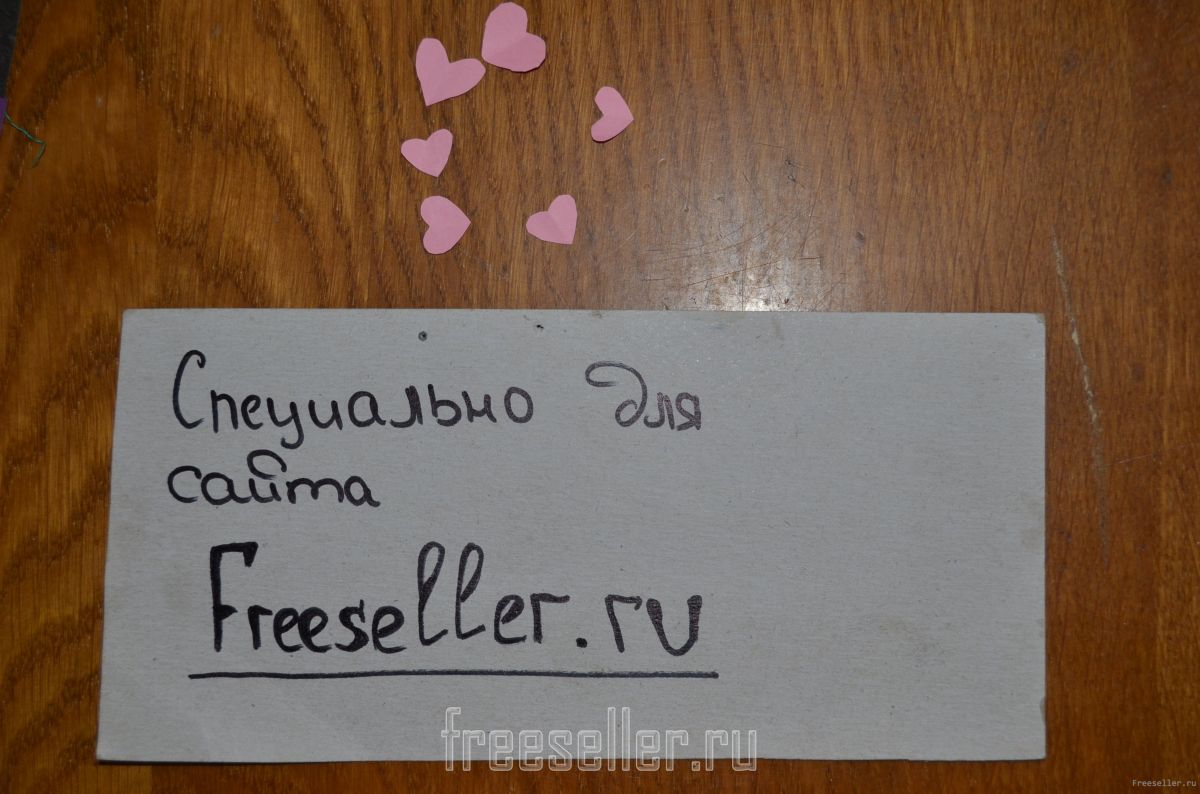 Специально для
сайта
Freeseller.ru
freeseller.ru
Freeseller.ru